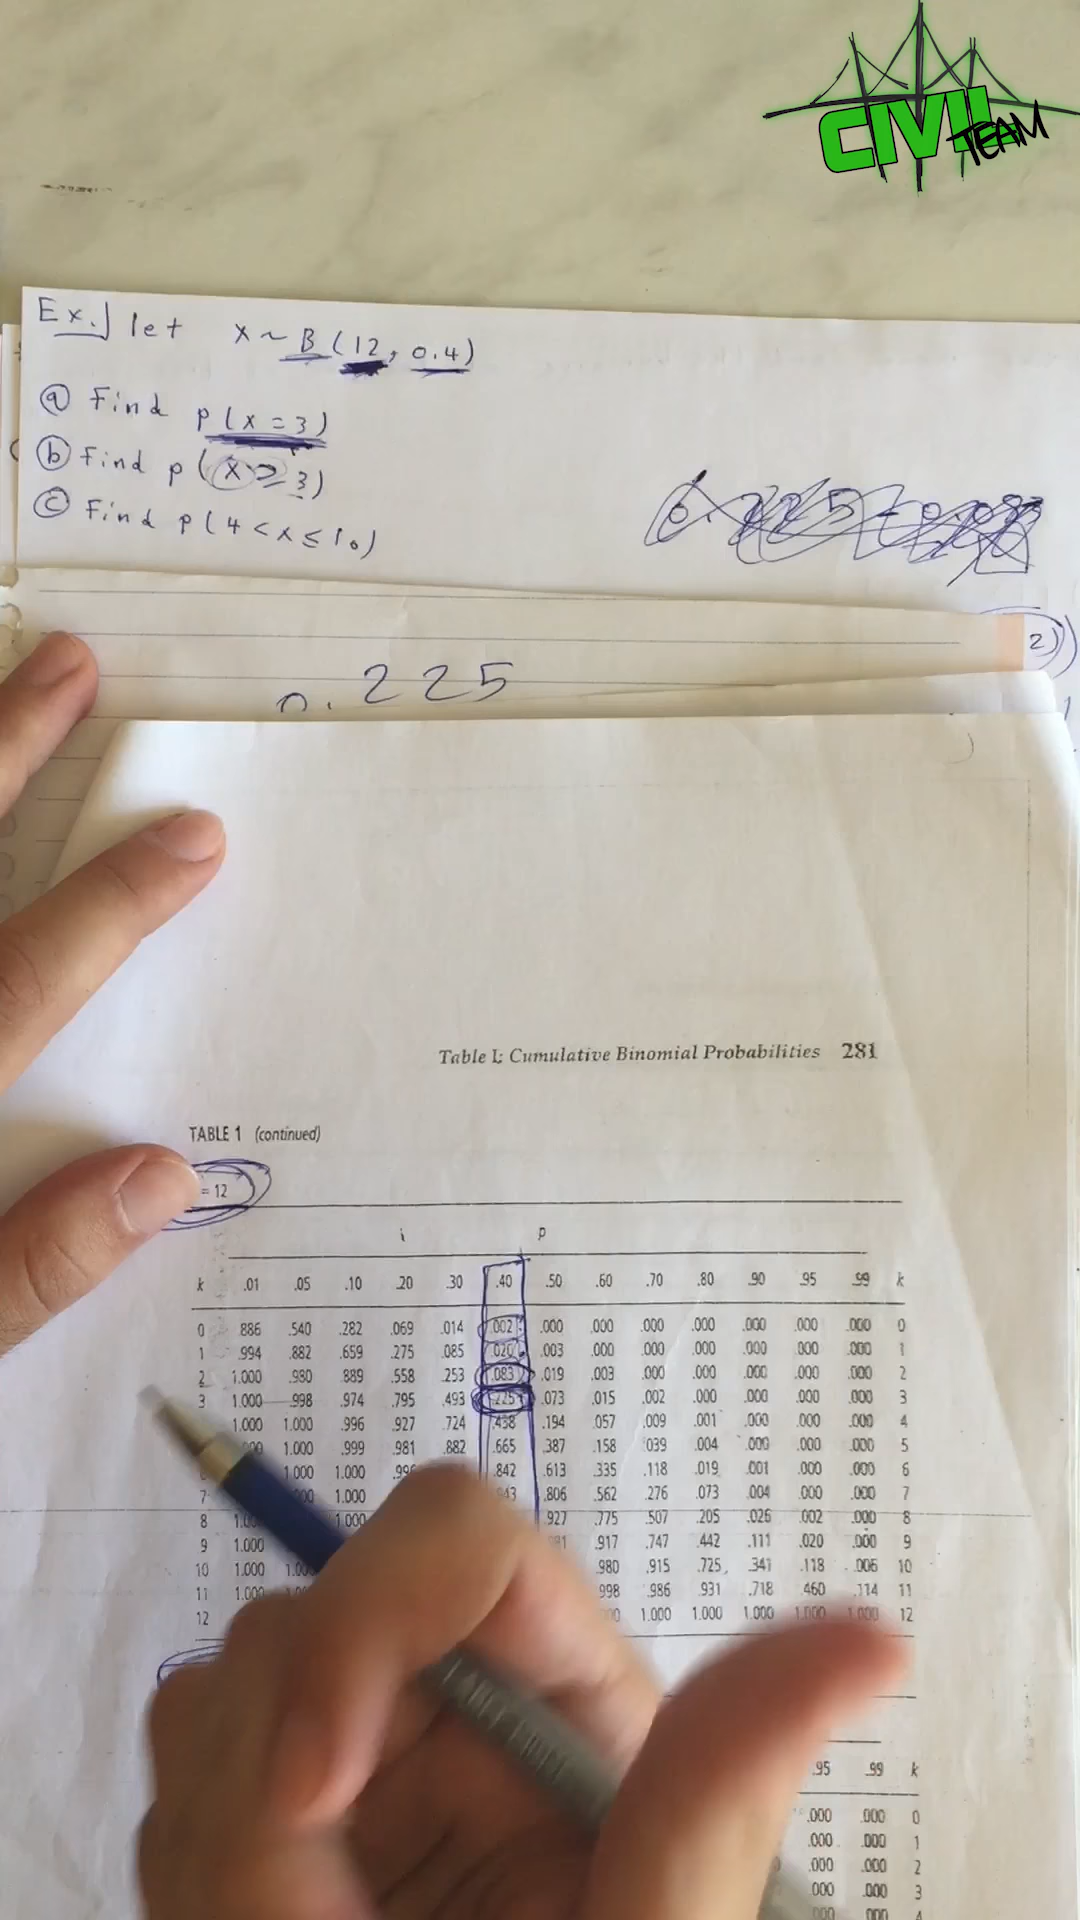 CIVIL
TEAM
Ex. let x ~ B (12, 0.4)
ⓐ Find p(x = 3)
ⓑ Find p(x ≥ 3)
ⓒ Find p(4 < x ≤ 10)
2)
0.225
Table I: Cumulative Binomial Probabilities 281
TABLE 1 (continued)
= 12
p
k .01 .05 .10 .20 .30 .40 .50 .60 .70 .80 .90 .95 .99 k
0 .886 .540 .282 .069 .014 .002 .000 .000 .000 .000 .000 .000 .000 0
1 .994 .882 .659 .275 .085 .020 .003 .000 .000 .000 .000 .000 .000 1
2 1.000 .980 .889 .558 .253 .083 .019 .003 .000 .000 .000 .000 .000 2
3 1.000 .998 .974 .795 .493 .225 .073 .015 .002 .000 .000 .000 .000 3
1.000 1.000 .996 .927 .724 .438 .194 .057 .009 .001 .000 .000 .000 4
1.000 .999 .981 .882 .665 .387 .158 .039 .004 .000 .000 .000 5
1.000 1.000 .842 .613 .335 .118 .019 .001 .000 .000 6
7 1.000 .806 .562 .276 .073 .004 .000 .000 7
8 1.000 .927 .775 .507 .205 .026 .002 .000 8
9 1.000 .917 .747 .442 .111 .020 .000 9
10 1.000 .980 .915 .725 .341 .118 .006 10
11 1.000 .998 .986 .931 .718 .460 .114 11
12 1.000 1.000 1.000 1.000 1.000 12
.95 .99 k
.000 .000 0
.000 .000 1
.000 .000 2
.000 .000 3
.000 .000 4